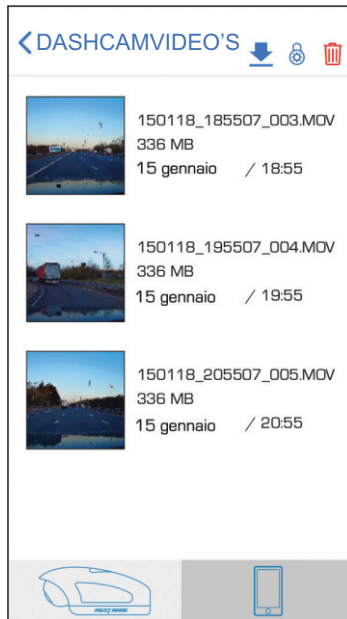 DASHCAMVIDEO'S
150118_185507_003.MOV
336 MB
15 gennaio / 18:55
150118_195507_004.MOV
336 MB
15 gennaio / 19:55
150118_205507_005.MOV
336 MB
15 gennaio / 20:55
NEXTBASE